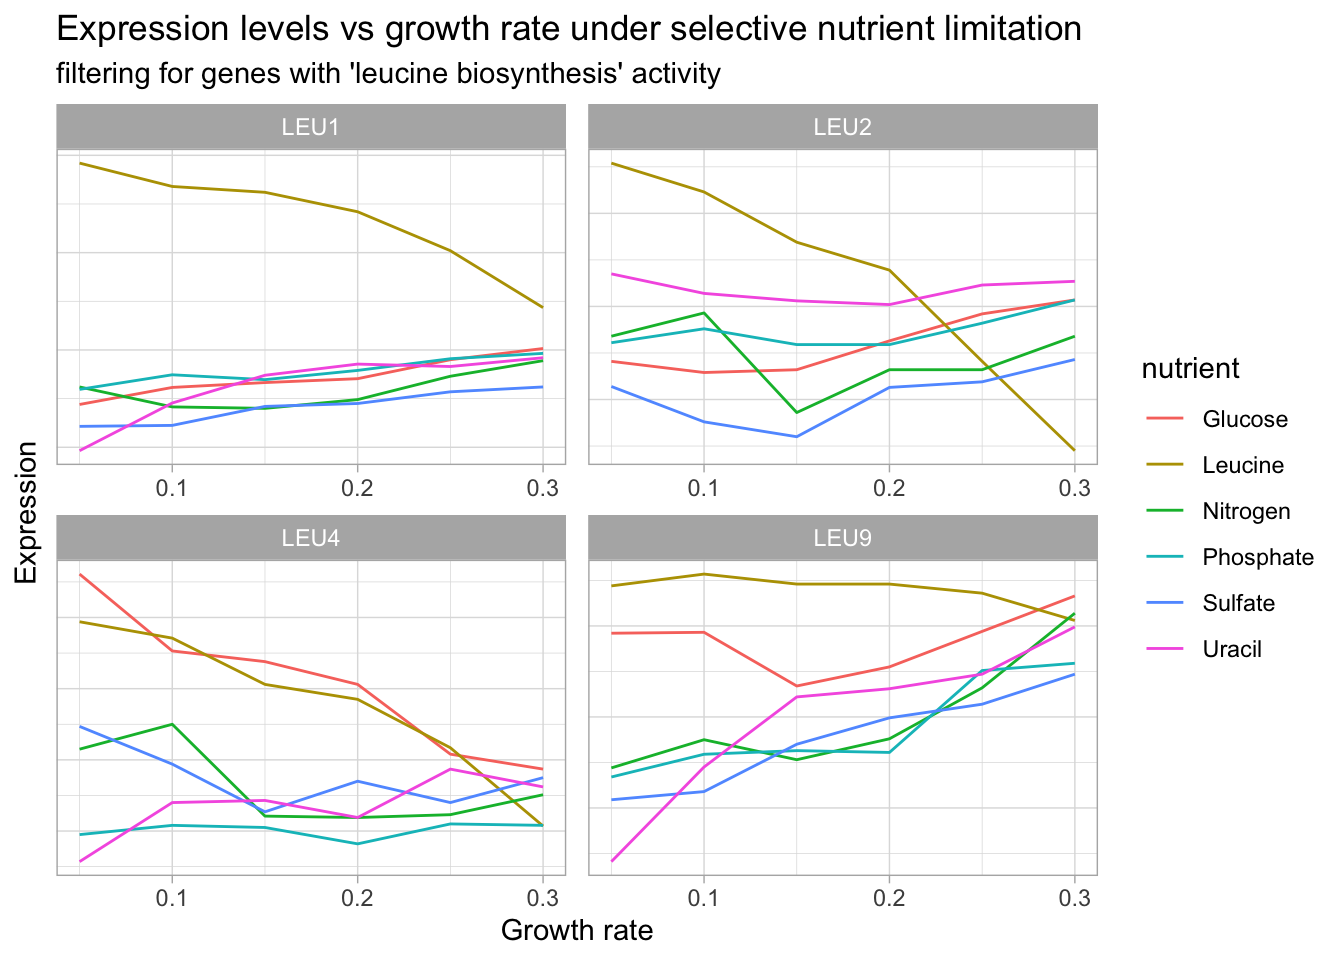 Expression levels vs growth rate under selective nutrient limitation
filtering for genes with 'leucine biosynthesis' activity
LEU1
LEU2
0.1
0.2
0.3
0.1
0.2
0.3
Expression
LEU4
LEU9
0.1
0.2
0.3
0.1
0.2
0.3
Growth rate
nutrient
Glucose
Leucine
Nitrogen
Phosphate
Sulfate
Uracil